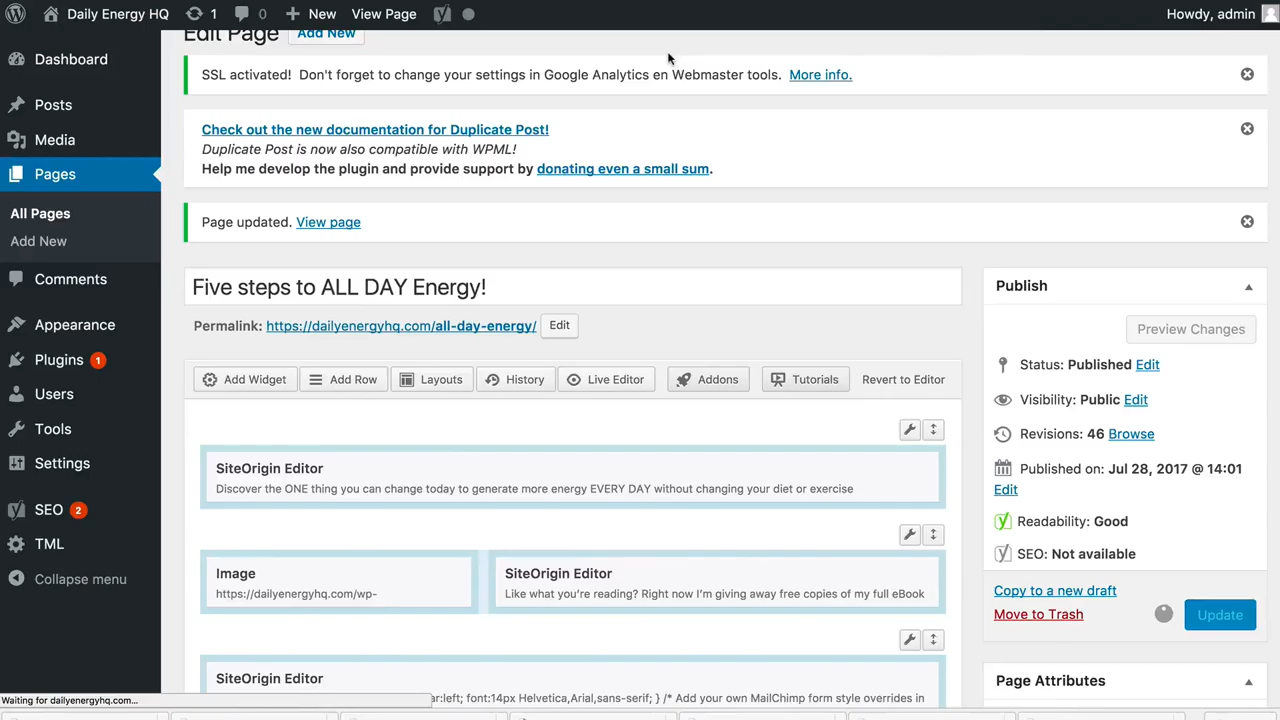 Daily Energy HQ
1
0
New
View Page
Howdy, admin
Edit Page
Add New
Dashboard
Posts
Media
Pages
All Pages
Add New
Comments
Appearance
Plugins 1
Users
Tools
Settings
SEO 2
TML
Collapse menu
SSL activated! Don't forget to change your settings in Google Analytics en Webmaster tools. More info.
Check out the new documentation for Duplicate Post!
Duplicate Post is now also compatible with WPML!
Help me develop the plugin and provide support by donating even a small sum.
Page updated. View page
Five steps to ALL DAY Energy!
Permalink: https://dailyenergyhq.com/all-day-energy/ Edit
Add Widget
Add Row
Layouts
History
Live Editor
Addons
Tutorials
Revert to Editor
SiteOrigin Editor
Discover the ONE thing you can change today to generate more energy EVERY DAY without changing your diet or exercise
Image
https://dailyenergyhq.com/wp-
SiteOrigin Editor
Like what you're reading? Right now I'm giving away free copies of my full eBook
SiteOrigin Editor
left; font:14px Helvetica,Arial,sans-serif; } /* Add your own MailChimp form style overrides in
Publish
Preview Changes
Status: Published Edit
Visibility: Public Edit
Revisions: 46 Browse
Published on: Jul 28, 2017 @ 14:01
Edit
Readability: Good
SEO: Not available
Copy to a new draft
Move to Trash
Update
Page Attributes
Waiting for dailyenergyhq.com...